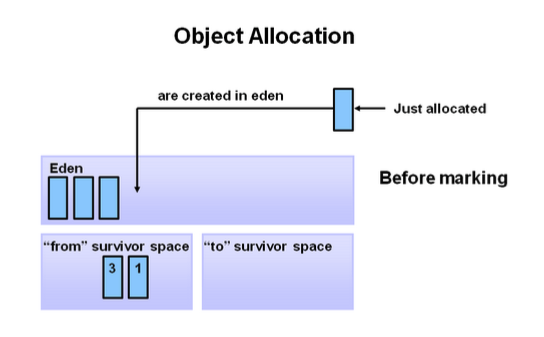 Object Allocation
are created in eden
Just allocated
Eden
Before marking
“from” survivor space
“to” survivor space
3
1